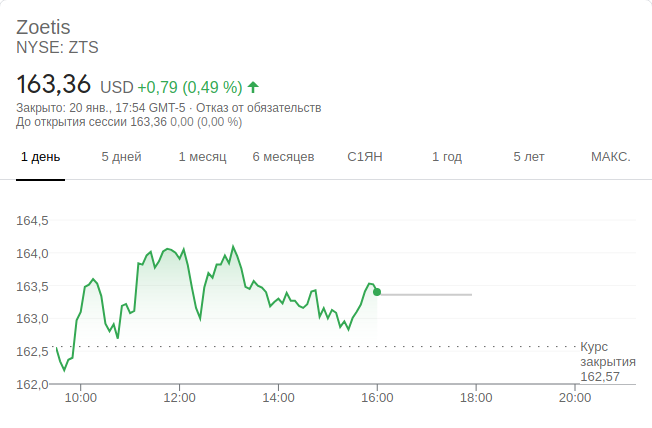 Zoetis
NYSE: ZTS
163,36 USD +0,79 (0,49 %)
Закрыто: 20 янв., 17:54 GMT-5 · Отказ от обязательств
До открытия сессии 163,36 0,00 (0,00 %)
1 день 5 дней 1 месяц 6 месяцев С1ЯН 1 год 5 лет МАКС.
164,5
164,0
163,5
163,0
162,5
162,0
Курс
закрытия
162,57
10:00 12:00 14:00 16:00 18:00 20:00